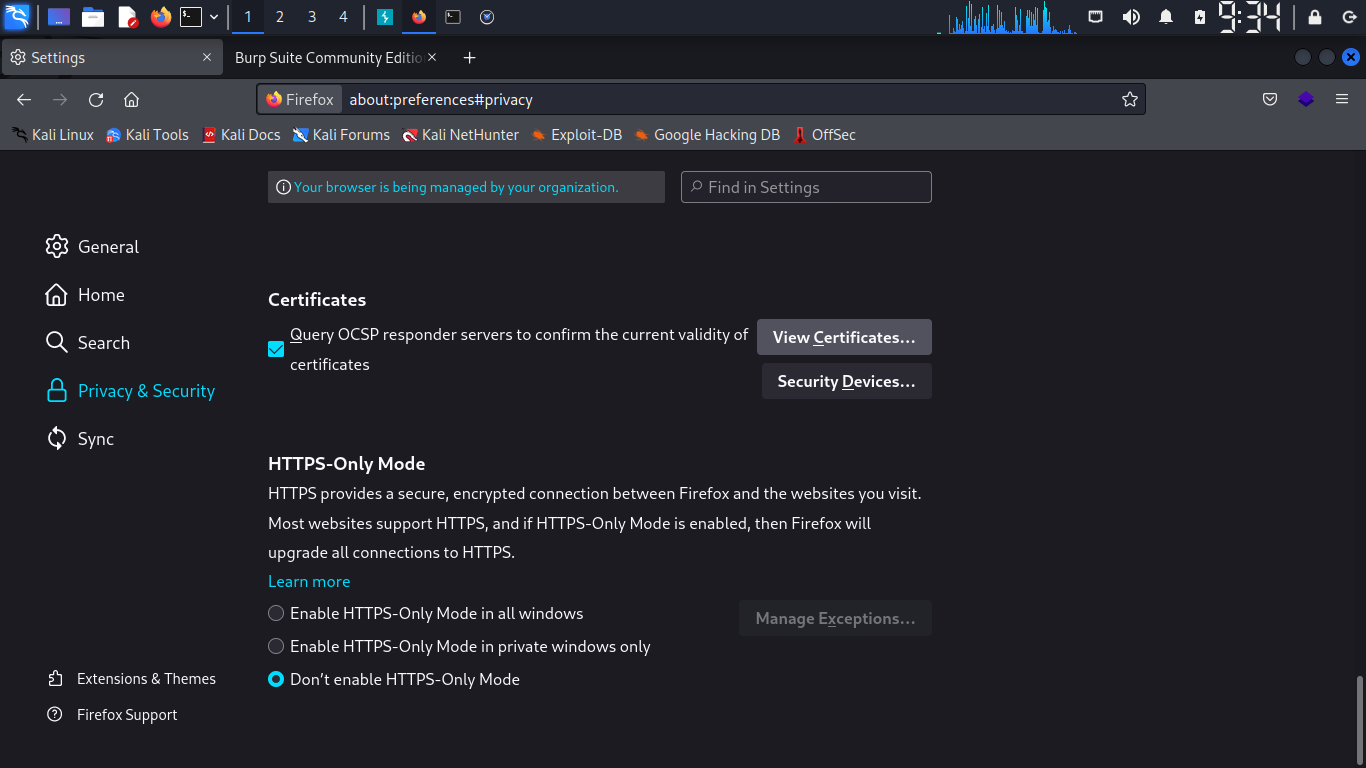 1 2 3 4 9:34
Settings Burp Suite Community Editio
Firefox about:preferences#privacy
Kali Linux Kali Tools Kali Docs Kali Forums Kali NetHunter Exploit-DB Google Hacking DB OffSec
Your browser is being managed by your organization. Find in Settings
General
Home
Search
Privacy & Security
Sync
Extensions & Themes
Firefox Support
Certificates
Query OCSP responder servers to confirm the current validity of
certificates
View Certificates…
Security Devices…
HTTPS-Only Mode
HTTPS provides a secure, encrypted connection between Firefox and the websites you visit.
Most websites support HTTPS, and if HTTPS-Only Mode is enabled, then Firefox will
upgrade all connections to HTTPS.
Learn more
Enable HTTPS-Only Mode in all windows
Manage Exceptions…
Enable HTTPS-Only Mode in private windows only
Don’t enable HTTPS-Only Mode